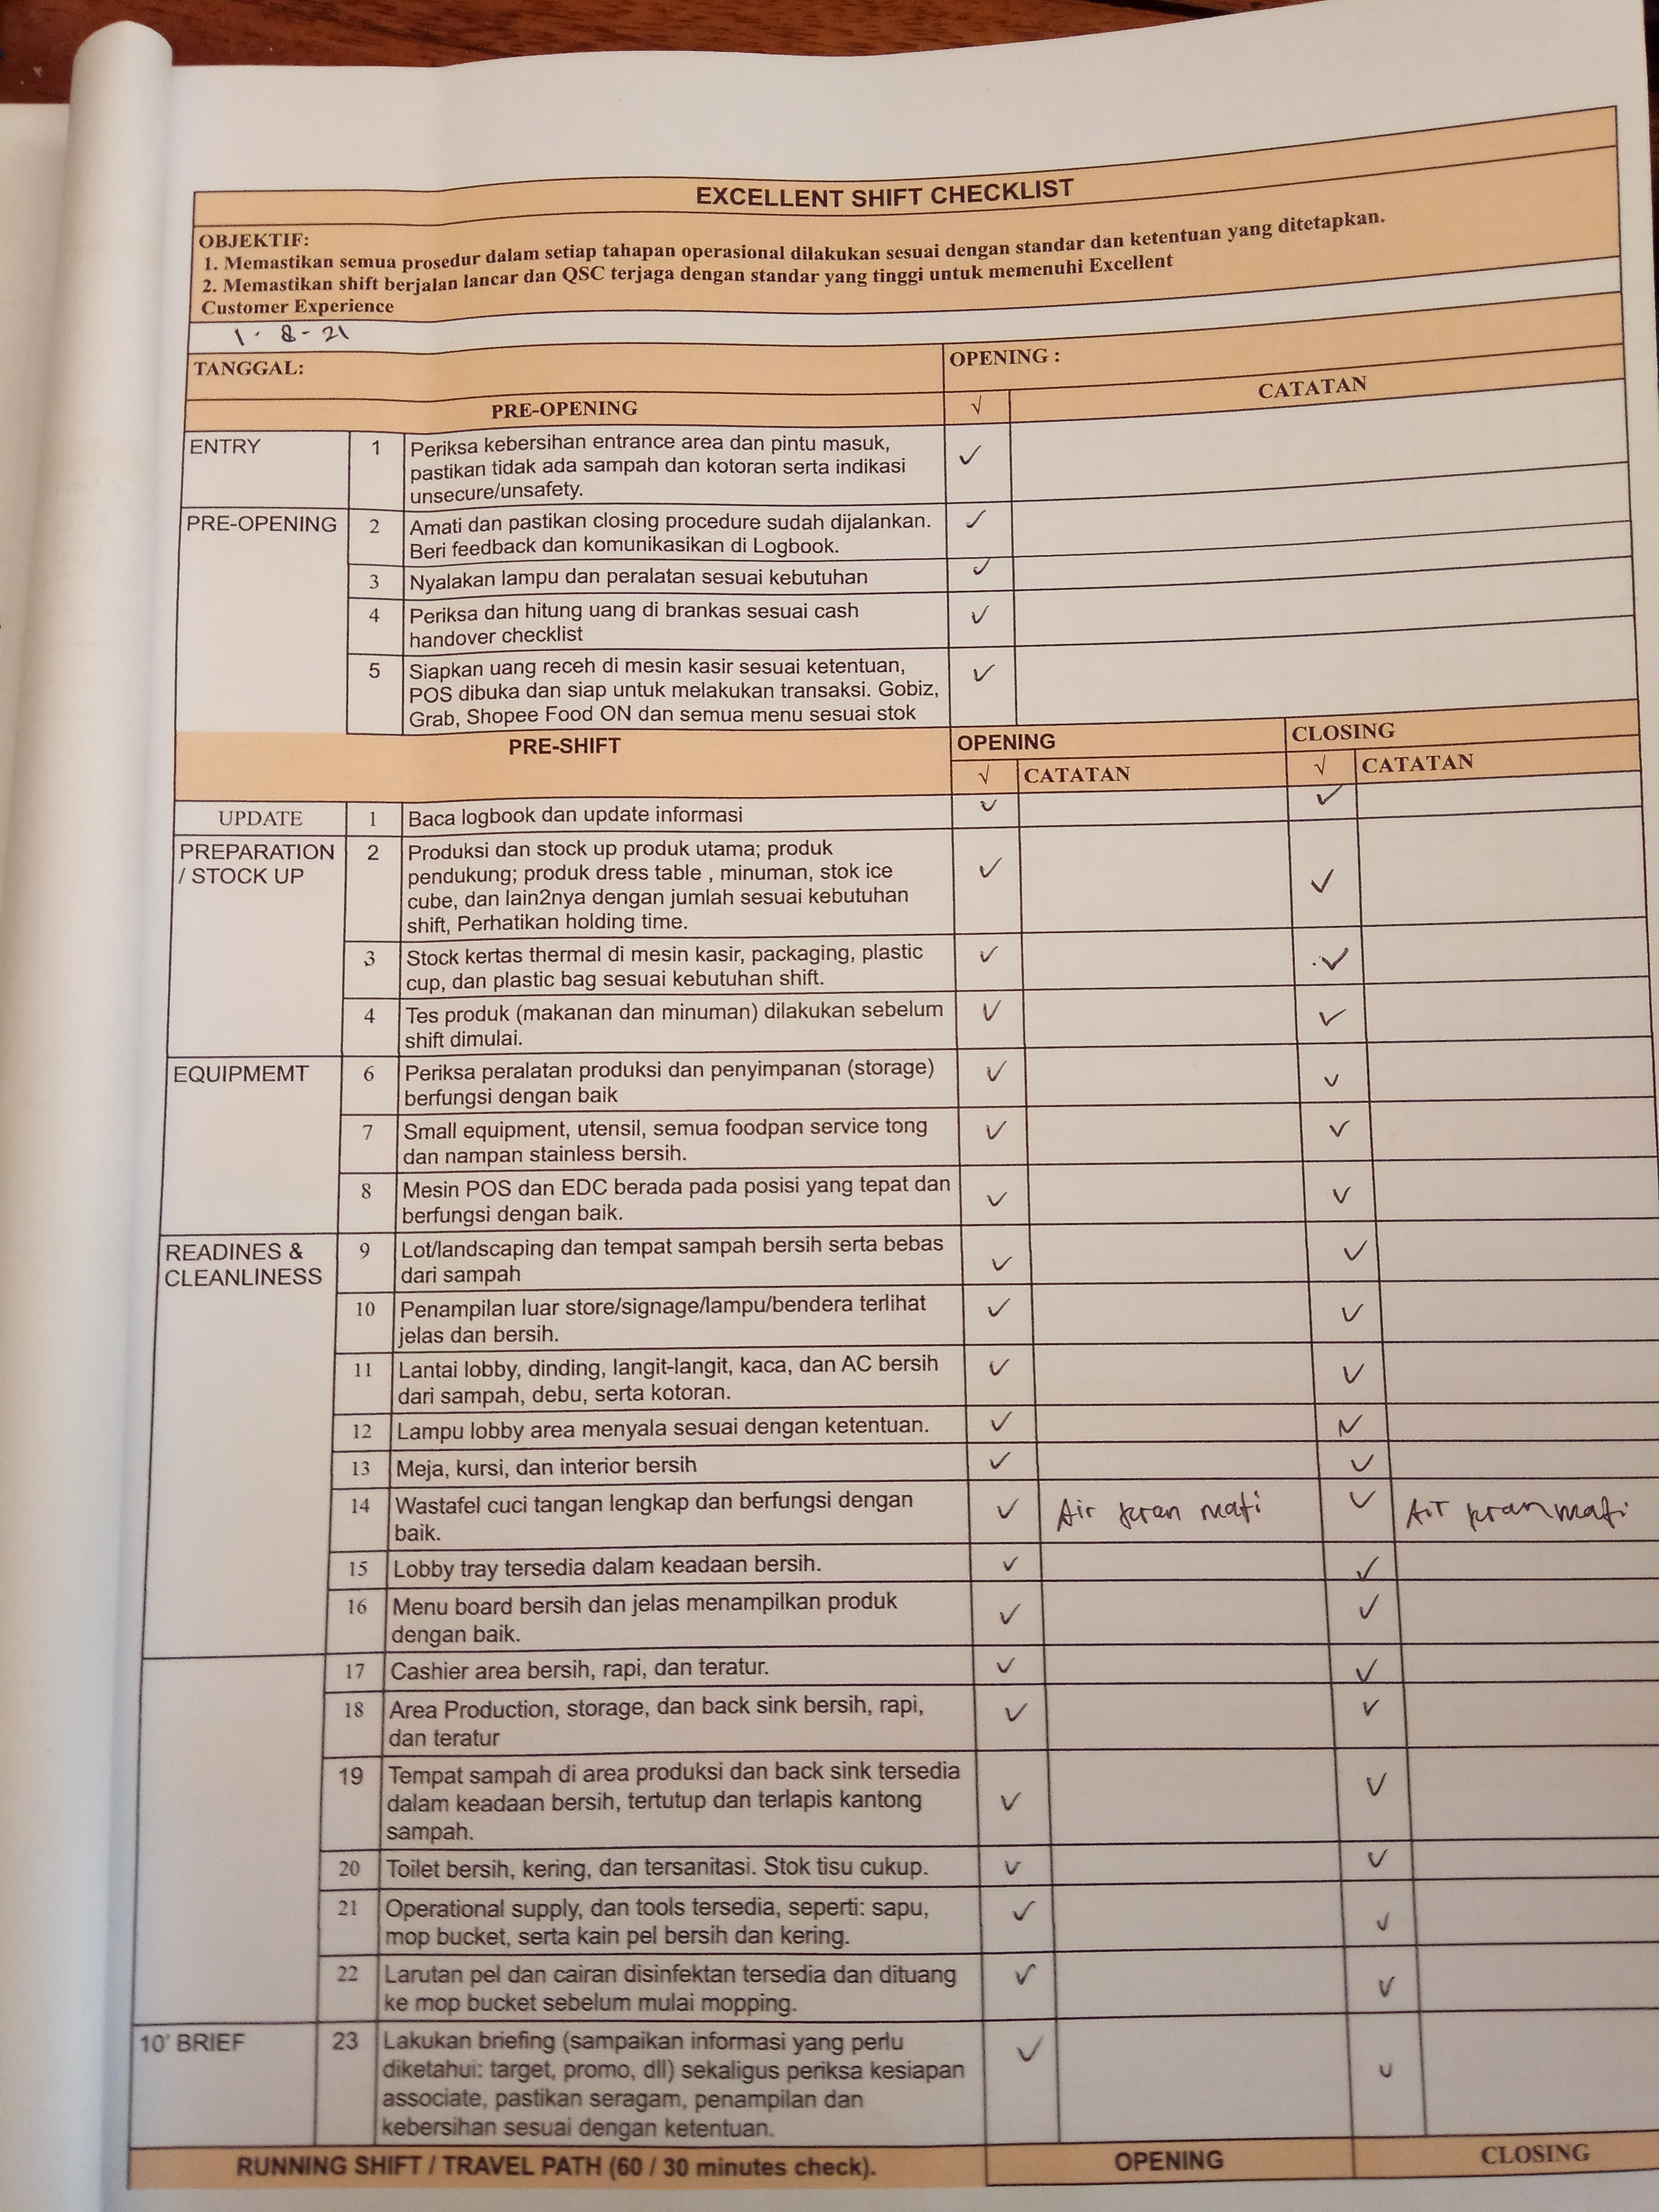 EXCELLENT SHIFT CHECKLIST
OBJEKTIF:
1. Memastikan semua prosedur dalam setiap tahapan operasional dilakukan sesuai dengan standar dan ketentuan yang ditetapkan.
2. Memastikan shift berjalan lancar dan QSC terjaga dengan standar yang tinggi untuk memenuhi Excellent
Customer Experience
1 - 8 - 21
TANGGAL: OPENING :
PRE-OPENING √ CATATAN
ENTRY 1 Periksa kebersihan entrance area dan pintu masuk, ✓
pastikan tidak ada sampah dan kotoran serta indikasi
unsecure/unsafety.
PRE-OPENING 2 Amati dan pastikan closing procedure sudah dijalankan. ✓
Beri feedback dan komunikasikan di Logbook.
3 Nyalakan lampu dan peralatan sesuai kebutuhan ✓
4 Periksa dan hitung uang di brankas sesuai cash ✓
handover checklist
5 Siapkan uang receh di mesin kasir sesuai ketentuan, ✓
POS dibuka dan siap untuk melakukan transaksi. Gobiz,
Grab, Shopee Food ON dan semua menu sesuai stok
PRE-SHIFT OPENING CLOSING
√ CATATAN √ CATATAN
UPDATE 1 Baca logbook dan update informasi ✓ ✓
PREPARATION 2 Produksi dan stock up produk utama; produk ✓ ✓
/ STOCK UP pendukung; produk dress table , minuman, stok ice
cube, dan lain2nya dengan jumlah sesuai kebutuhan
shift, Perhatikan holding time.
3 Stock kertas thermal di mesin kasir, packaging, plastic ✓ ✓
cup, dan plastic bag sesuai kebutuhan shift.
4 Tes produk (makanan dan minuman) dilakukan sebelum ✓ ✓
shift dimulai.
EQUIPMEMT 6 Periksa peralatan produksi dan penyimpanan (storage) ✓ ✓
berfungsi dengan baik
7 Small equipment, utensil, semua foodpan service tong ✓ ✓
dan nampan stainless bersih.
8 Mesin POS dan EDC berada pada posisi yang tepat dan ✓ ✓
berfungsi dengan baik.
READINES & 9 Lot/landscaping dan tempat sampah bersih serta bebas ✓ ✓
CLEANLINESS dari sampah
10 Penampilan luar store/signage/lampu/bendera terlihat ✓ ✓
jelas dan bersih.
11 Lantai lobby, dinding, langit-langit, kaca, dan AC bersih ✓ ✓
dari sampah, debu, serta kotoran.
12 Lampu lobby area menyala sesuai dengan ketentuan. ✓ ✓
13 Meja, kursi, dan interior bersih ✓ ✓
14 Wastafel cuci tangan lengkap dan berfungsi dengan ✓ Air kran mati ✓ Air kran mati
baik.
15 Lobby tray tersedia dalam keadaan bersih. ✓ ✓
16 Menu board bersih dan jelas menampilkan produk ✓ ✓
dengan baik.
17 Cashier area bersih, rapi, dan teratur. ✓ ✓
18 Area Production, storage, dan back sink bersih, rapi, ✓ ✓
dan teratur
19 Tempat sampah di area produksi dan back sink tersedia ✓ ✓
dalam keadaan bersih, tertutup dan terlapis kantong
sampah.
20 Toilet bersih, kering, dan tersanitasi. Stok tisu cukup. ✓ ✓
21 Operational supply, dan tools tersedia, seperti: sapu, ✓ ✓
mop bucket, serta kain pel bersih dan kering.
22 Larutan pel dan cairan disinfektan tersedia dan dituang ✓ ✓
ke mop bucket sebelum mulai mopping.
10' BRIEF 23 Lakukan briefing (sampaikan informasi yang perlu ✓ ✓
diketahui: target, promo, dll) sekaligus periksa kesiapan
associate, pastikan seragam, penampilan dan
kebersihan sesuai dengan ketentuan.
RUNNING SHIFT / TRAVEL PATH (60 / 30 minutes check). OPENING CLOSING